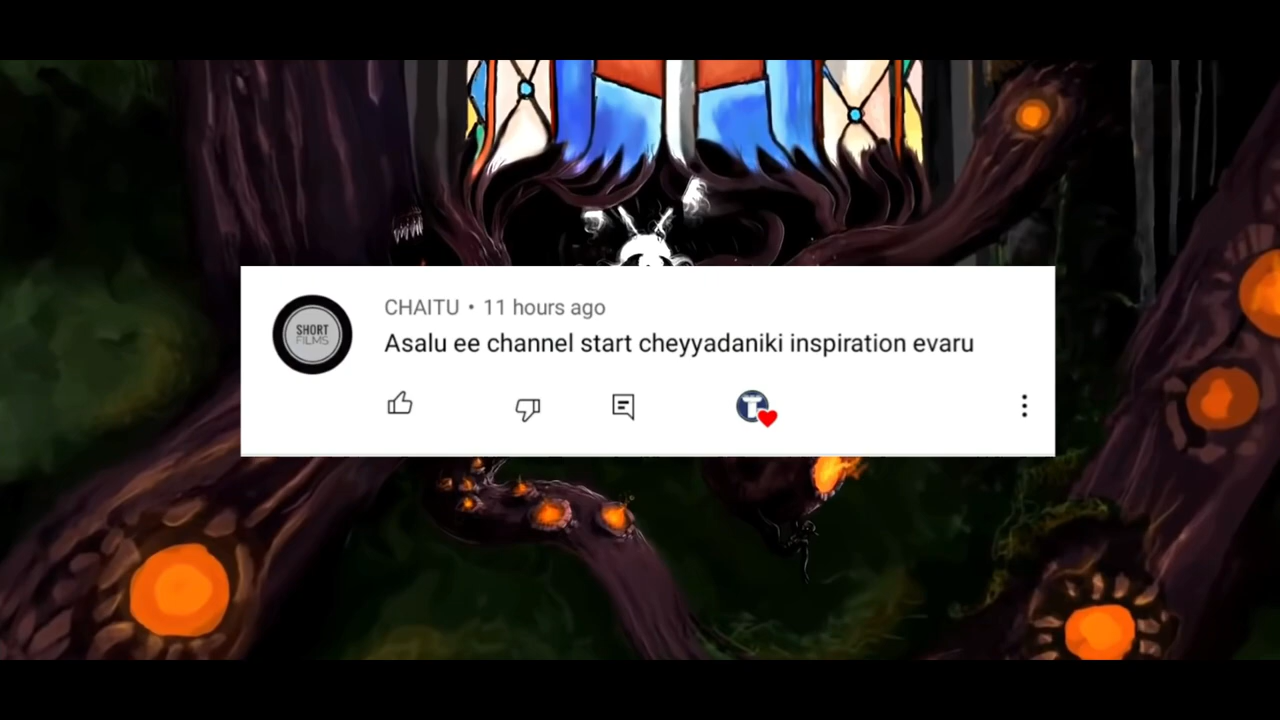 SHORT
FILMS
CHAITU • 11 hours ago
Asalu ee channel start cheyyadaniki inspiration evaru